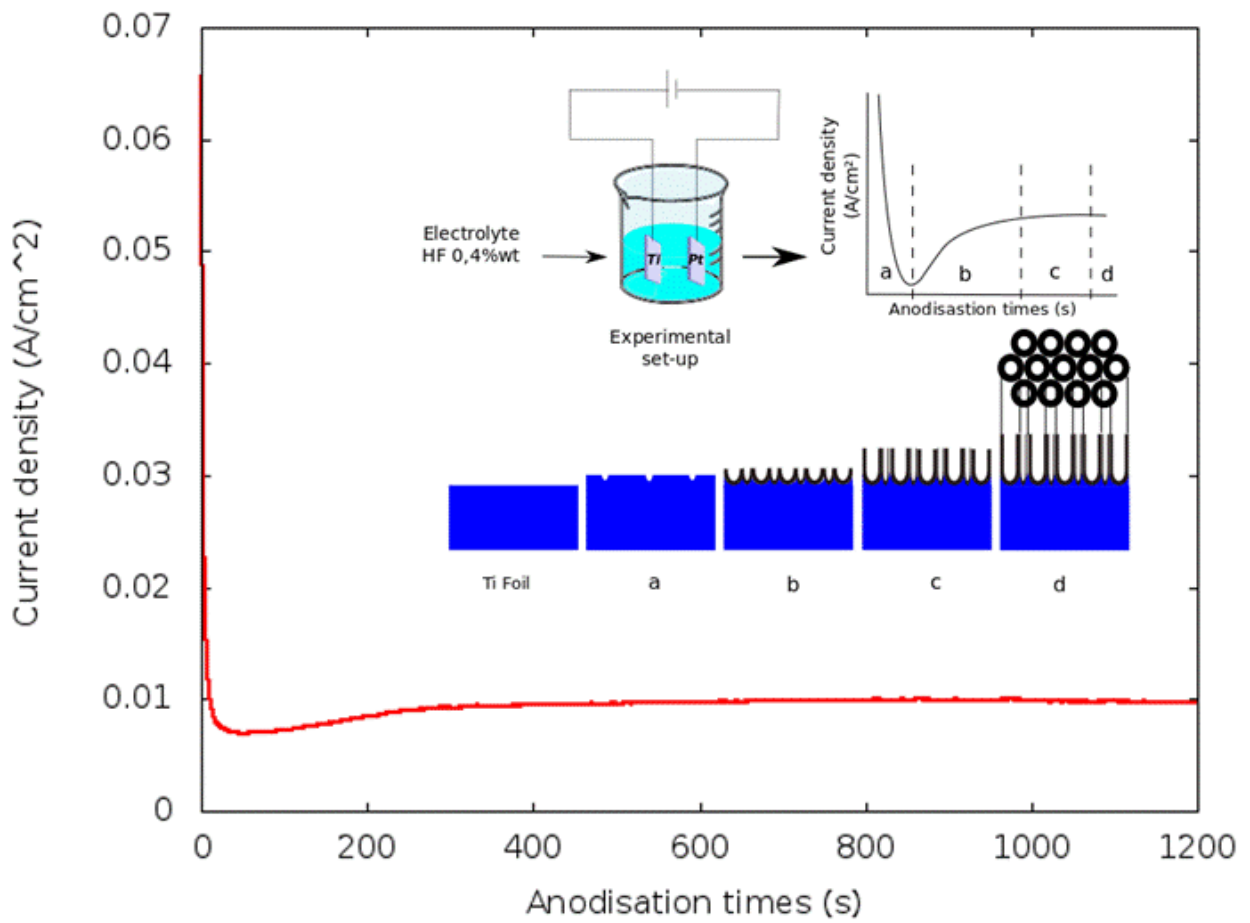 0.07
0.06
0.05
0.04
0.03
0.02
0.01
0
Current density (A/cm ^2)
0 200 400 600 800 1000 1200
Anodisation times (s)
Electrolyte
HF 0,4%wt
Ti Pt
Experimental
set-up
Current density
(A/cm²)
a b c d
Anodisastion times (s)
Ti Foil a b c d